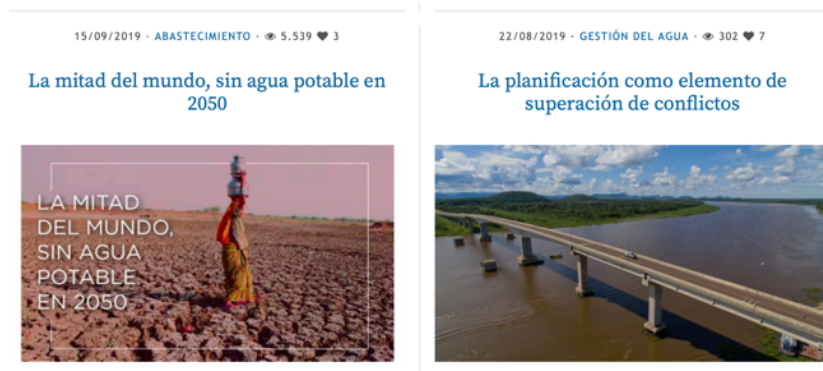 15/09/2019 · ABASTECIMIENTO · 5.539 3
La mitad del mundo, sin agua potable en
2050
LA MITAD
DEL MUNDO,
SIN AGUA
POTABLE
EN 2050
22/08/2019 · GESTIÓN DEL AGUA · 302 7
La planificación como elemento de
superación de conflictos